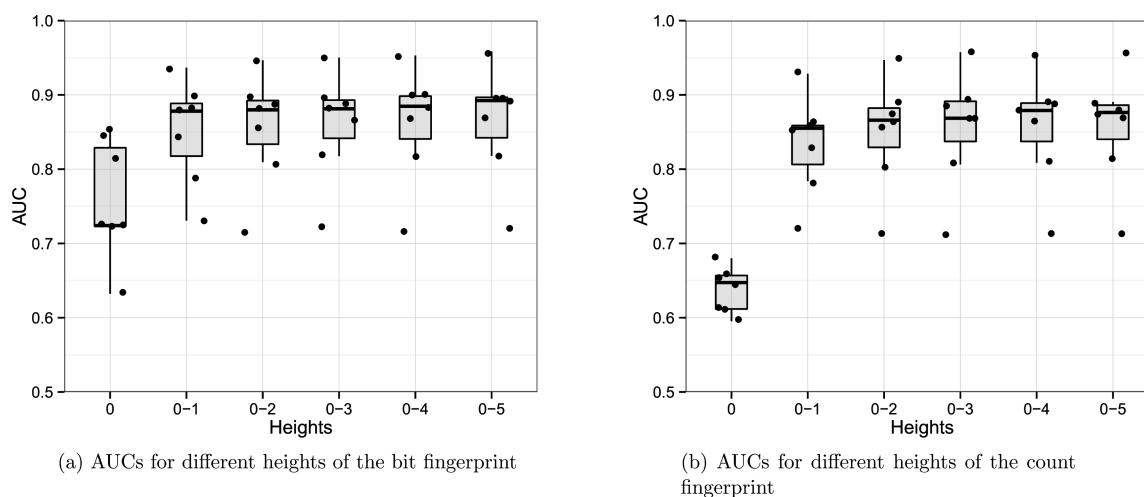 1.0
0.9
0.8
0.7
0.6
0.5
AUC
0 0−1 0−2 0−3 0−4 0−5
Heights
(a) AUCs for different heights of the bit fingerprint
1.0
0.9
0.8
0.7
0.6
0.5
AUC
0 0−1 0−2 0−3 0−4 0−5
Heights
(b) AUCs for different heights of the count
fingerprint